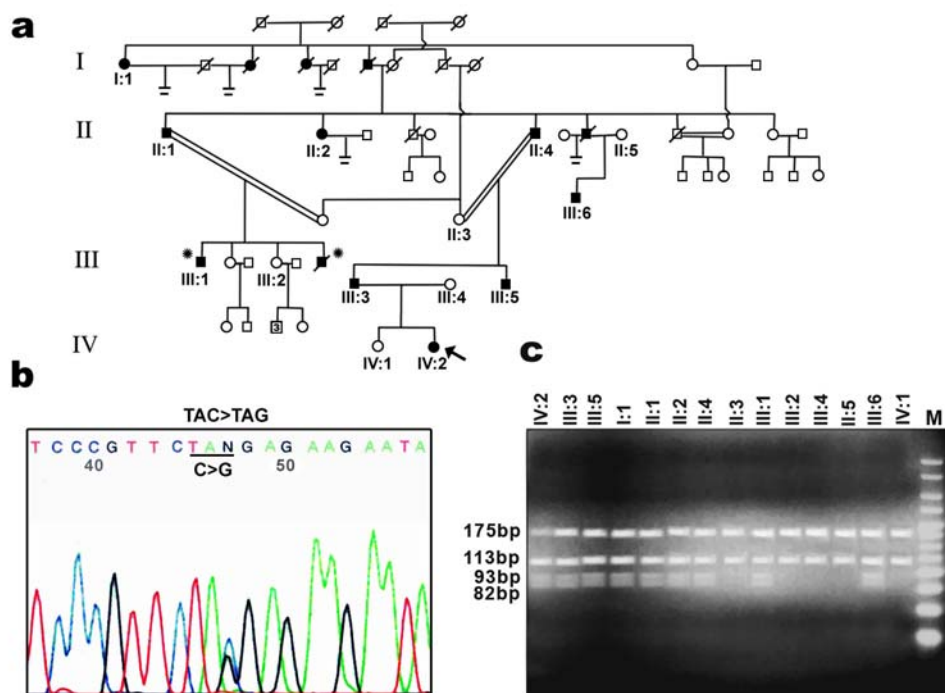 a
I
I:1
II
II:1
II:2
II:4
II:5
III:6
II:3
III
III:1
III:2
III:3
III:4
III:5
3
IV
IV:1
IV:2
b
TAC>TAG
T C C C G T T C T A N G A G A A G A A T A
40
C>G
50
c
IV:2 III:3 III:5 I:1 II:1 II:2 II:4 II:3 III:1 III:2 III:4 II:5 III:6 IV:1 M
175bp
113bp
93bp
82bp